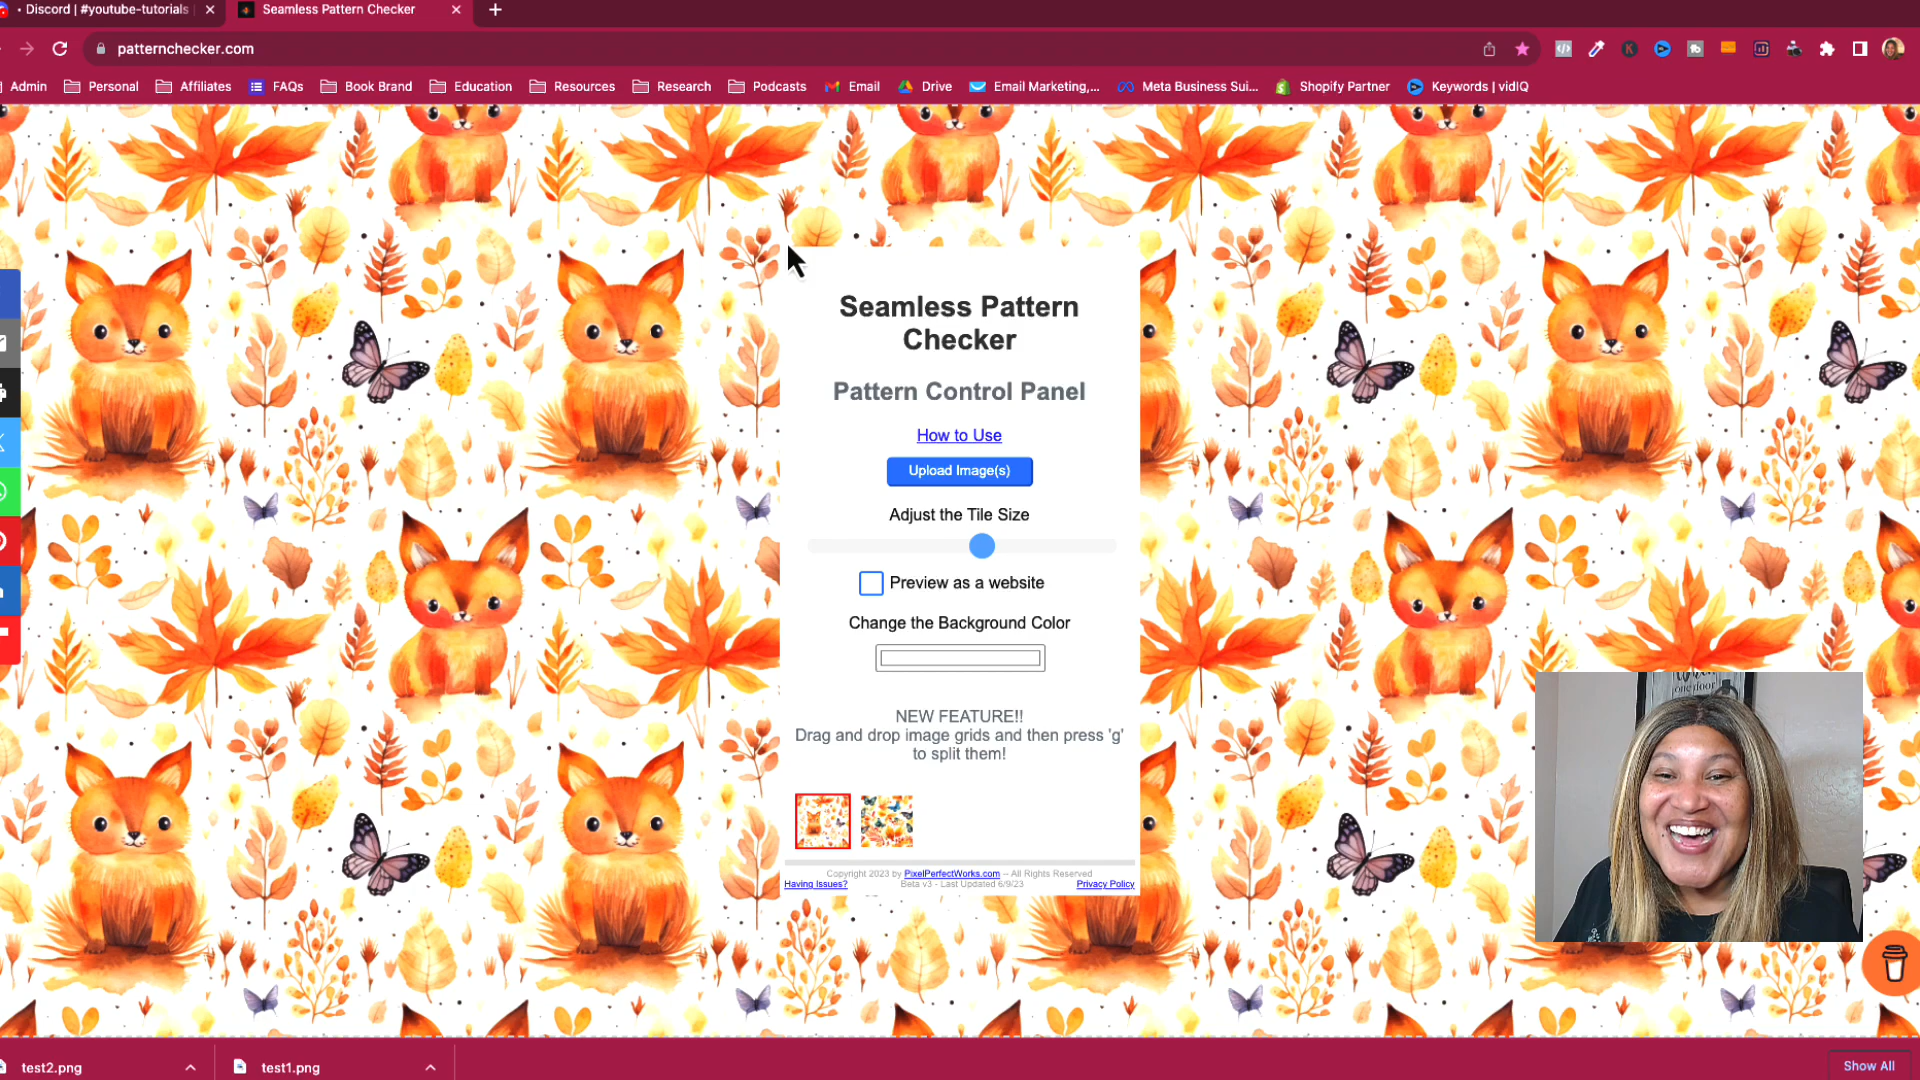 Discord | #youtube-tutorials
Seamless Pattern Checker
patternchecker.com
Admin
Personal
Affiliates
FAQs
Book Brand
Education
Resources
Research
Podcasts
Email
Drive
Email Marketing,...
Meta Business Sui...
Shopify Partner
Keywords | vidIQ
Seamless Pattern
Checker
Pattern Control Panel
How to Use
Upload Image(s)
Adjust the Tile Size
Preview as a website
Change the Background Color
NEW FEATURE!!
Drag and drop image grids and then press 'g'
to split them!
Copyright 2023 by PixelPerfectWorks.com -- All Rights Reserved
Having Issues?
Beta v3 - Last Updated 6/9/23
Privacy Policy
one door
test2.png
test1.png
Show All